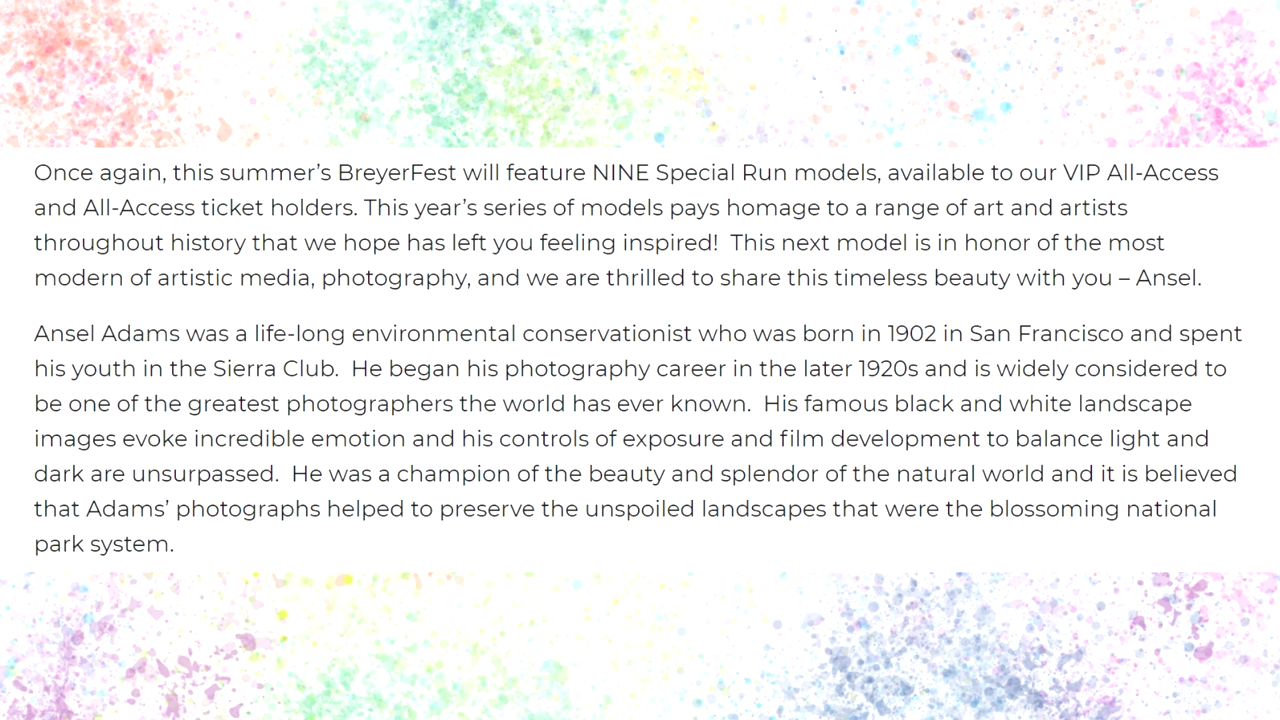 Once again, this summer’s BreyerFest will feature NINE Special Run models, available to our VIP All-Access
and All-Access ticket holders. This year’s series of models pays homage to a range of art and artists
throughout history that we hope has left you feeling inspired!  This next model is in honor of the most
modern of artistic media, photography, and we are thrilled to share this timeless beauty with you – Ansel.
Ansel Adams was a life-long environmental conservationist who was born in 1902 in San Francisco and spent
his youth in the Sierra Club.  He began his photography career in the later 1920s and is widely considered to
be one of the greatest photographers the world has ever known.  His famous black and white landscape
images evoke incredible emotion and his controls of exposure and film development to balance light and
dark are unsurpassed.  He was a champion of the beauty and splendor of the natural world and it is believed
that Adams’ photographs helped to preserve the unspoiled landscapes that were the blossoming national
park system.